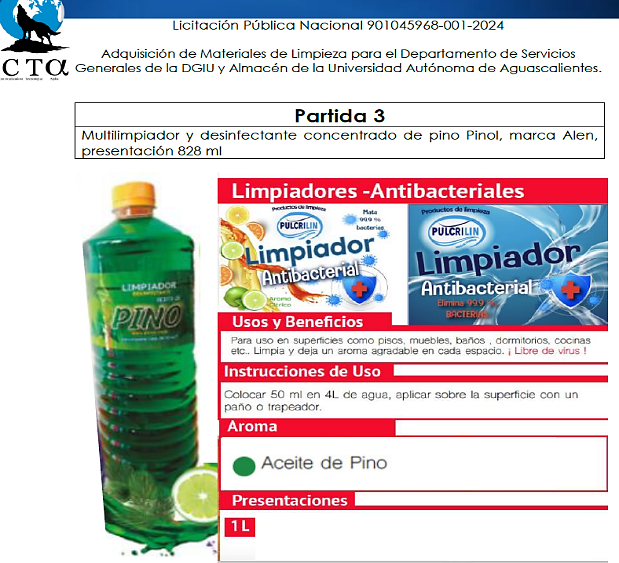 Licitación Pública Nacional 901045968-001-2024
CTα
Adquisición de Materiales de Limpieza para el Departamento de Servicios
Generales de la DGIU y Almacén de la Universidad Autónoma de Aguascalientes.
Partida 3
Multilimpiador y desinfectante concentrado de pino Pinol, marca Alen,
presentación 828 ml
LIMPIADOR
PINO
Limpiadores -Antibacteriales
Productos de limpieza
PULCRILIN
Mata
99.9 %
bacterias
Limpiador
Antibacterial
Aroma
Cítrico
Productos de limpieza
PULCRILIN
Limpiador
Antibacterial
Elimina 99.9 %
BACTERIAS
Usos y Beneficios
Para uso en superficies como pisos, muebles, baños , dormitorios, cocinas
etc.. Limpia y deja un aroma agradable en cada espacio. ¡ Libre de virus !
Instrucciones de Uso
Colocar 50 ml en 4L de agua, aplicar sobre la superficie con un
paño o trapeador.
Aroma
Aceite de Pino
Presentaciones
1 L